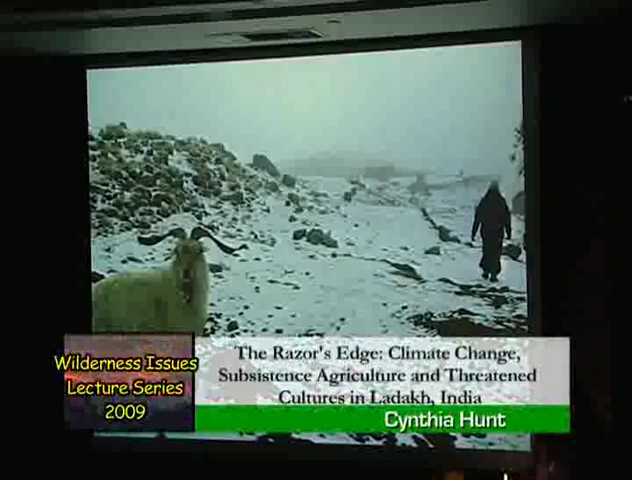 Wilderness Issues
Lecture Series
2009
The Razor's Edge: Climate Change,
Subsistence Agriculture and Threatened
Cultures in Ladakh, India
Cynthia Hunt